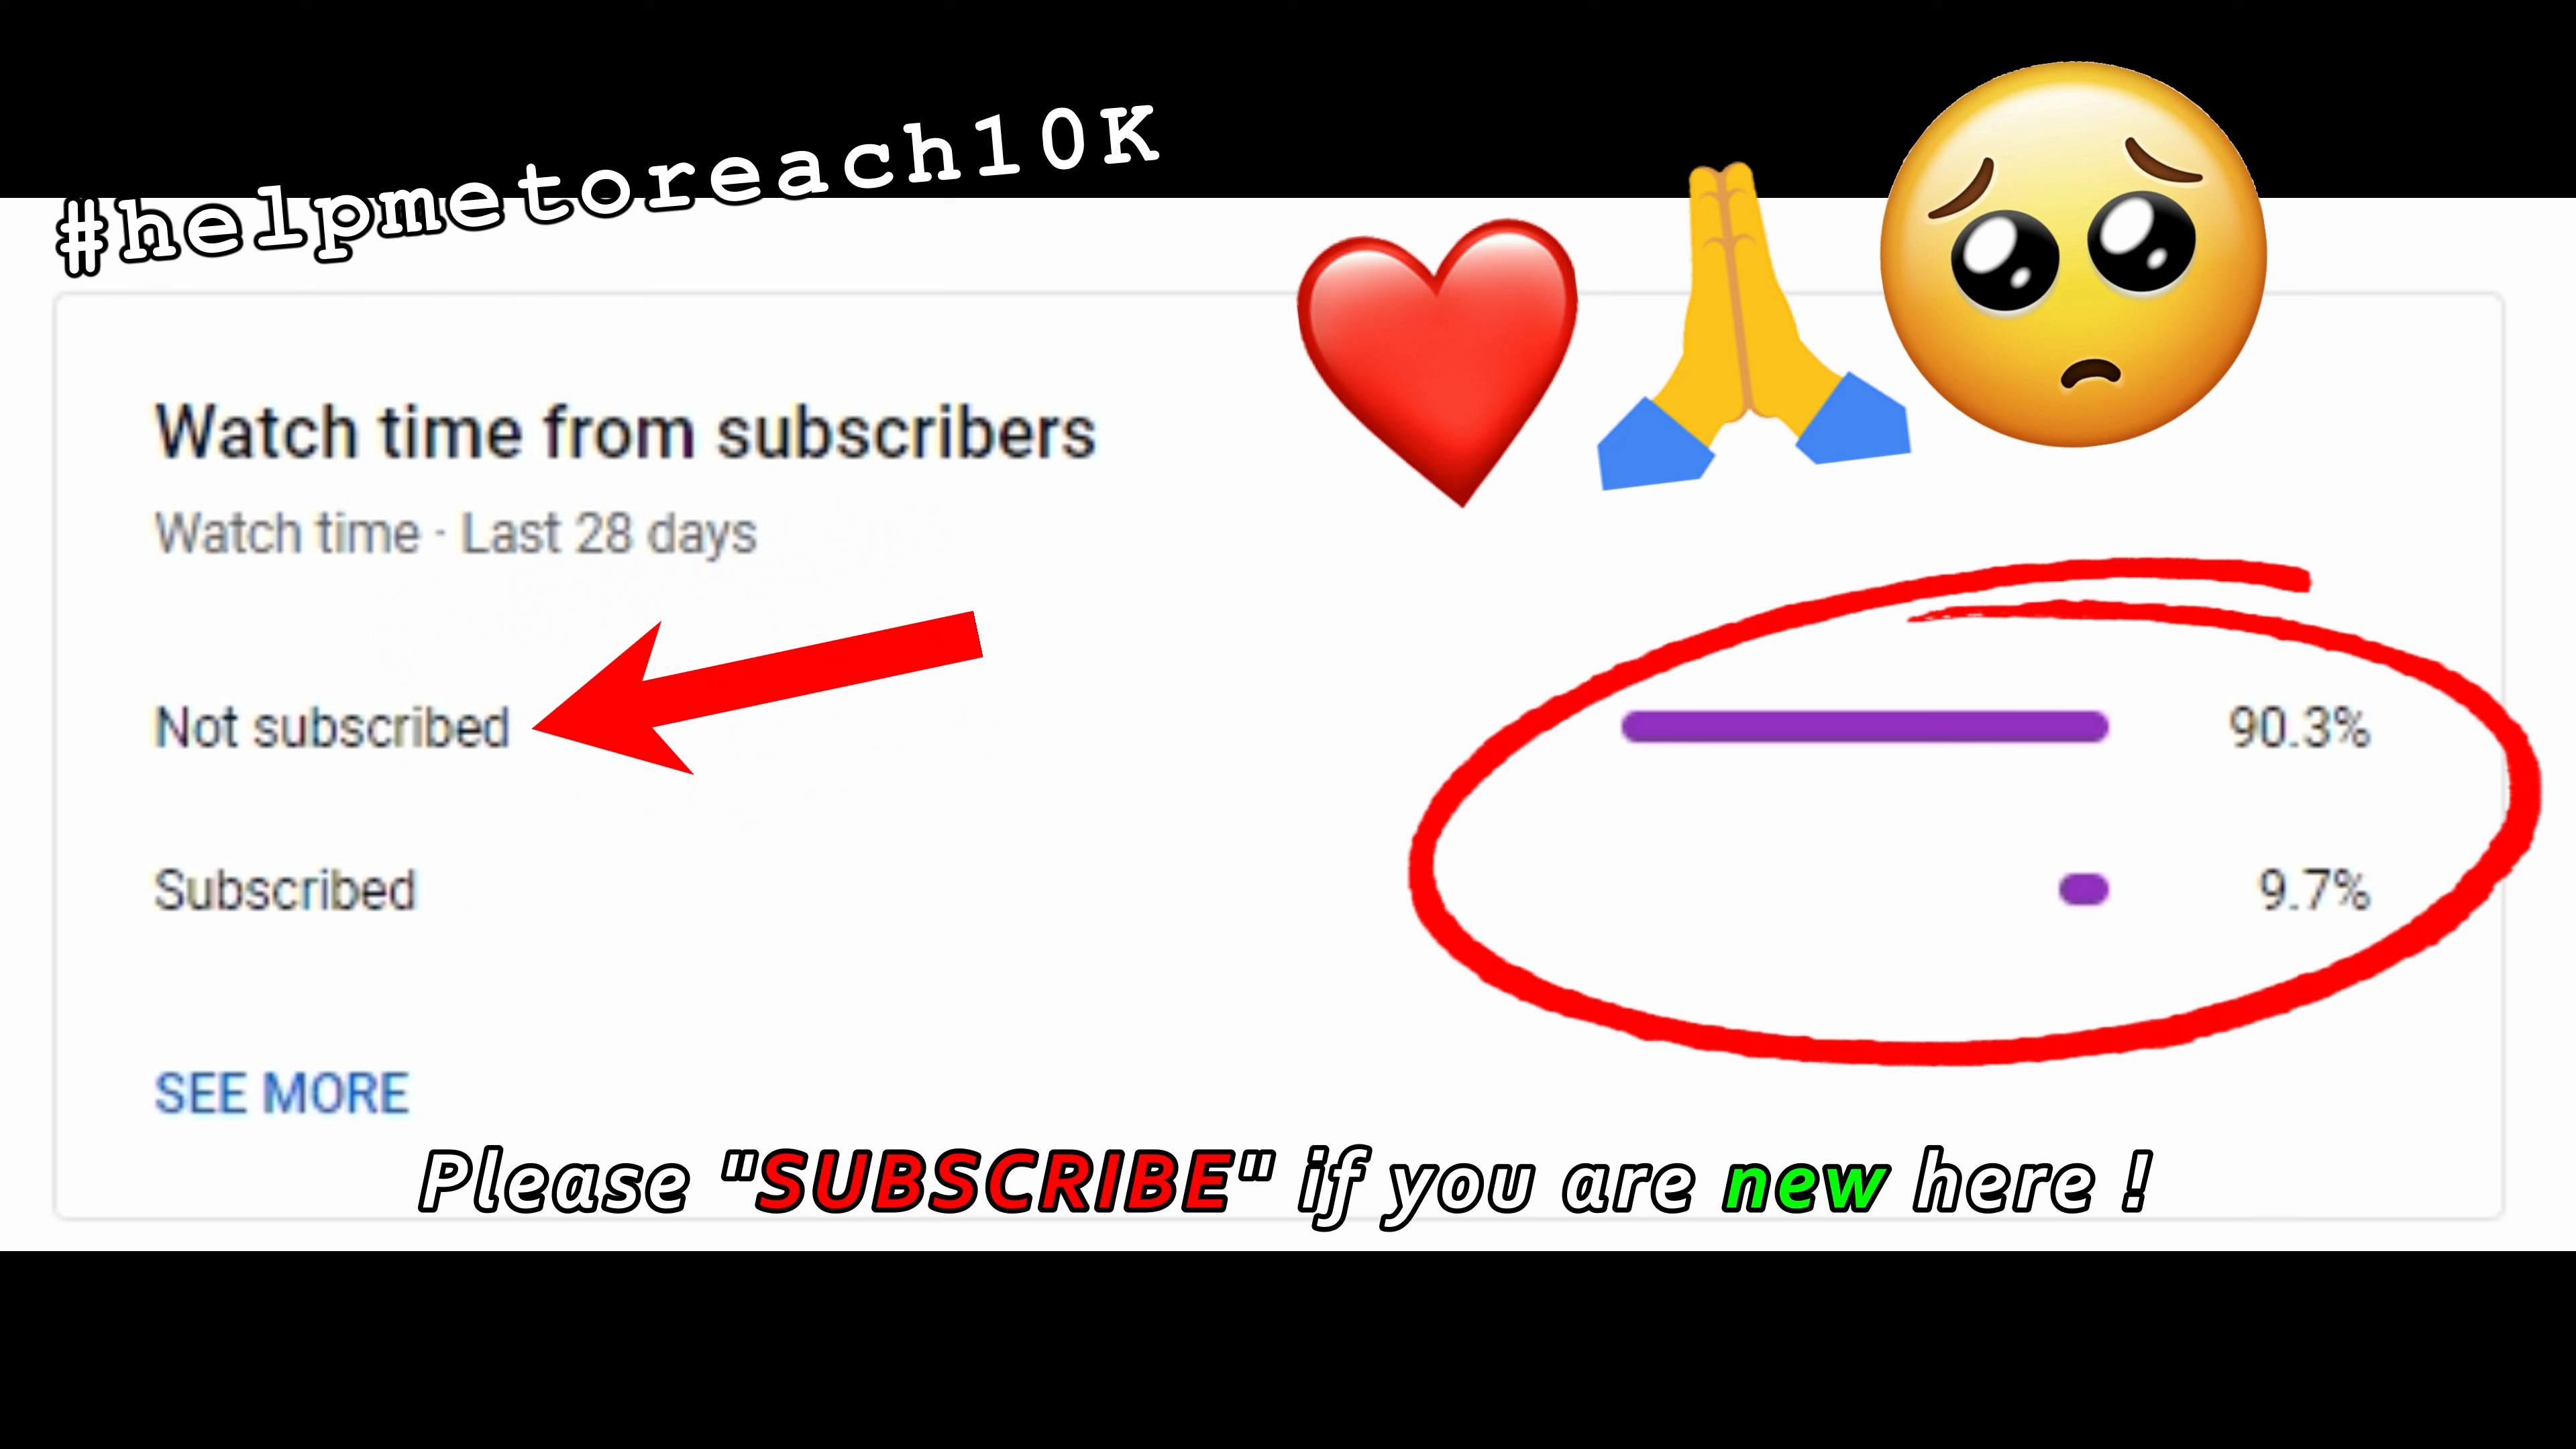 #helpmetoreach10K
Watch time from subscribers
Watch time · Last 28 days
Not subscribed 90.3%
Subscribed 9.7%
SEE MORE
Please "SUBSCRIBE" if you are new here !